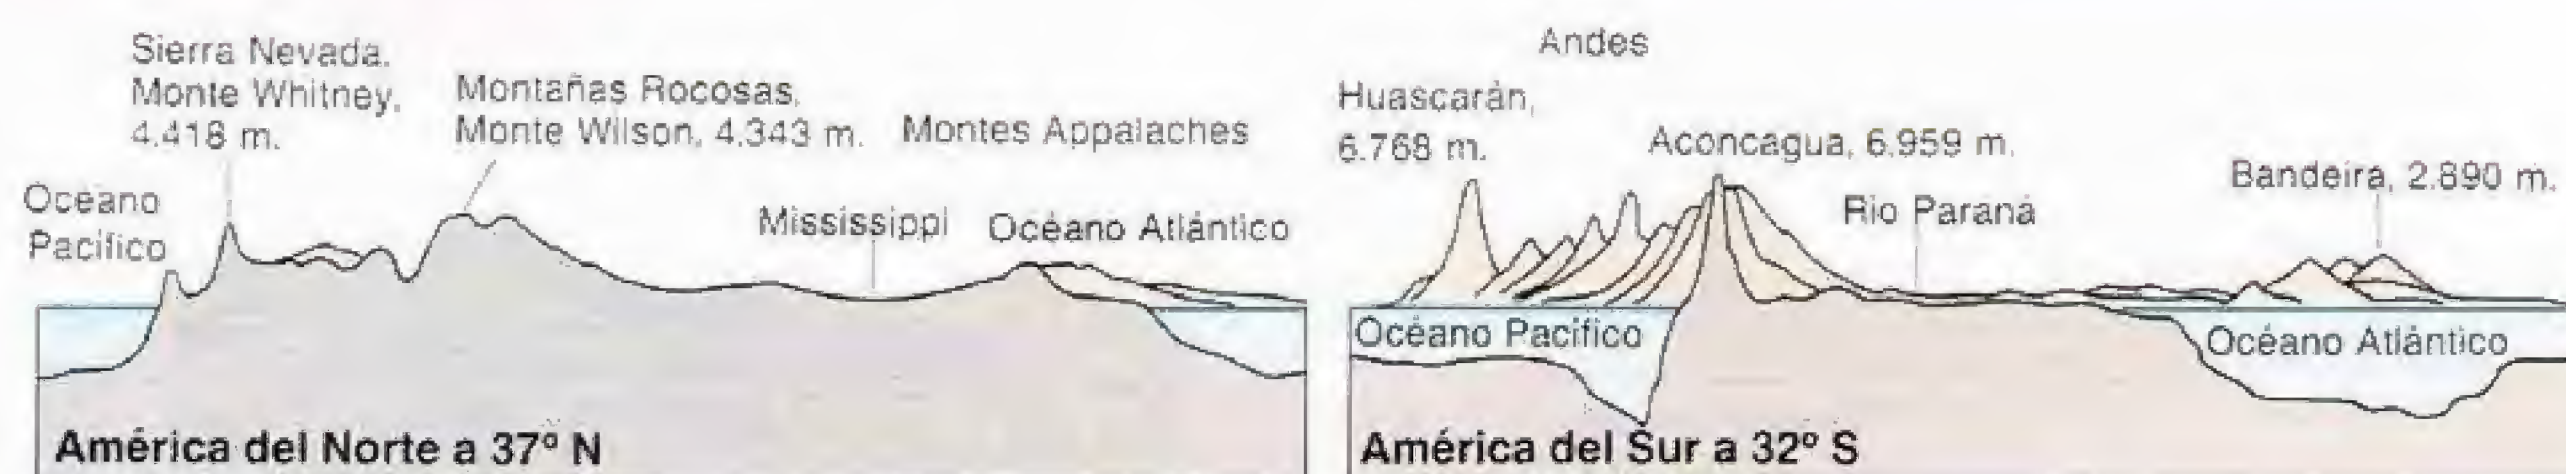 Sierra Nevada,
Monte Whitney,
4.418 m.
Montañas Rocosas,
Monte Wilson, 4.343 m.
Montes Appalaches
Océano
Pacífico
Mississippi
Océano Atlántico
América del Norte a 37º N
Andes
Huascarán,
6.768 m.
Aconcagua, 6.959 m.
Río Paraná
Bandeira, 2.890 m.
Océano Pacífico
Océano Atlántico
América del Sur a 32º S